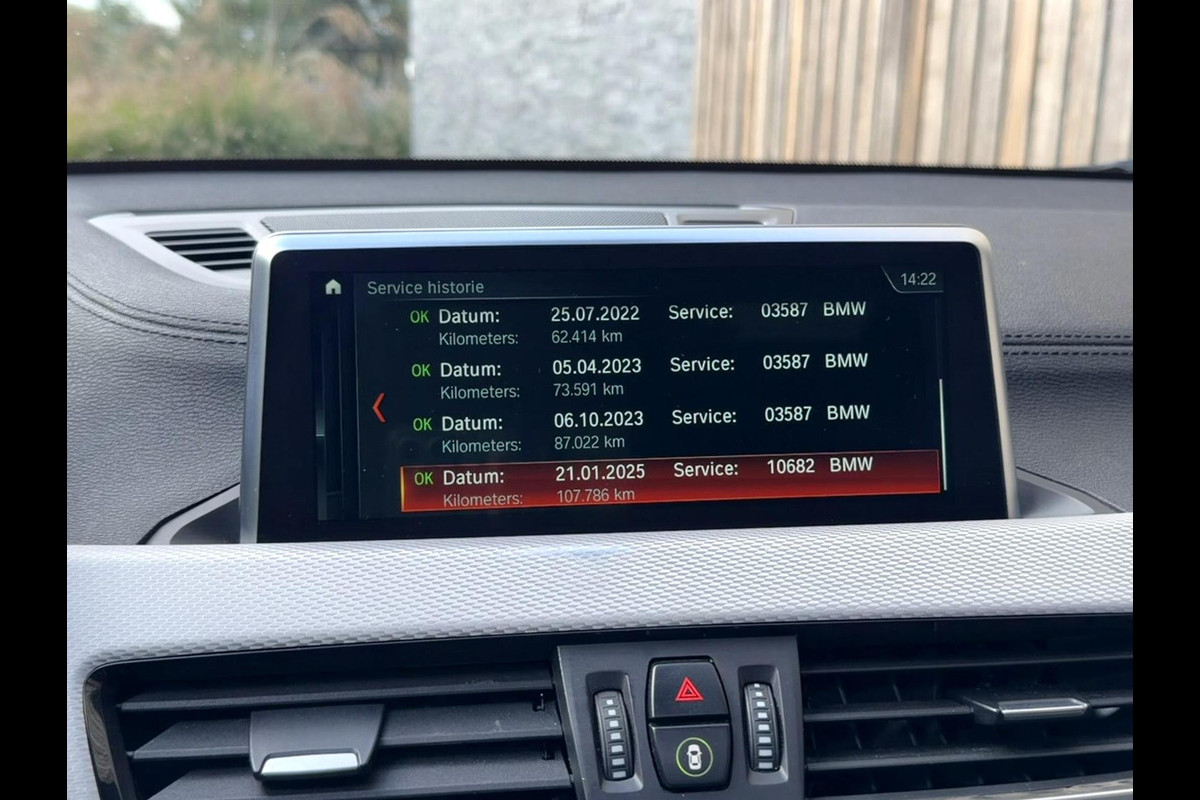 Service historie 14:22
OK Datum: 25.07.2022 Service: 03587 BMW
Kilometers: 62.414 km
OK Datum: 05.04.2023 Service: 03587 BMW
Kilometers: 73.591 km
OK Datum: 06.10.2023 Service: 03587 BMW
Kilometers: 87.022 km
OK Datum: 21.01.2025 Service: 10682 BMW
Kilometers: 107.786 km